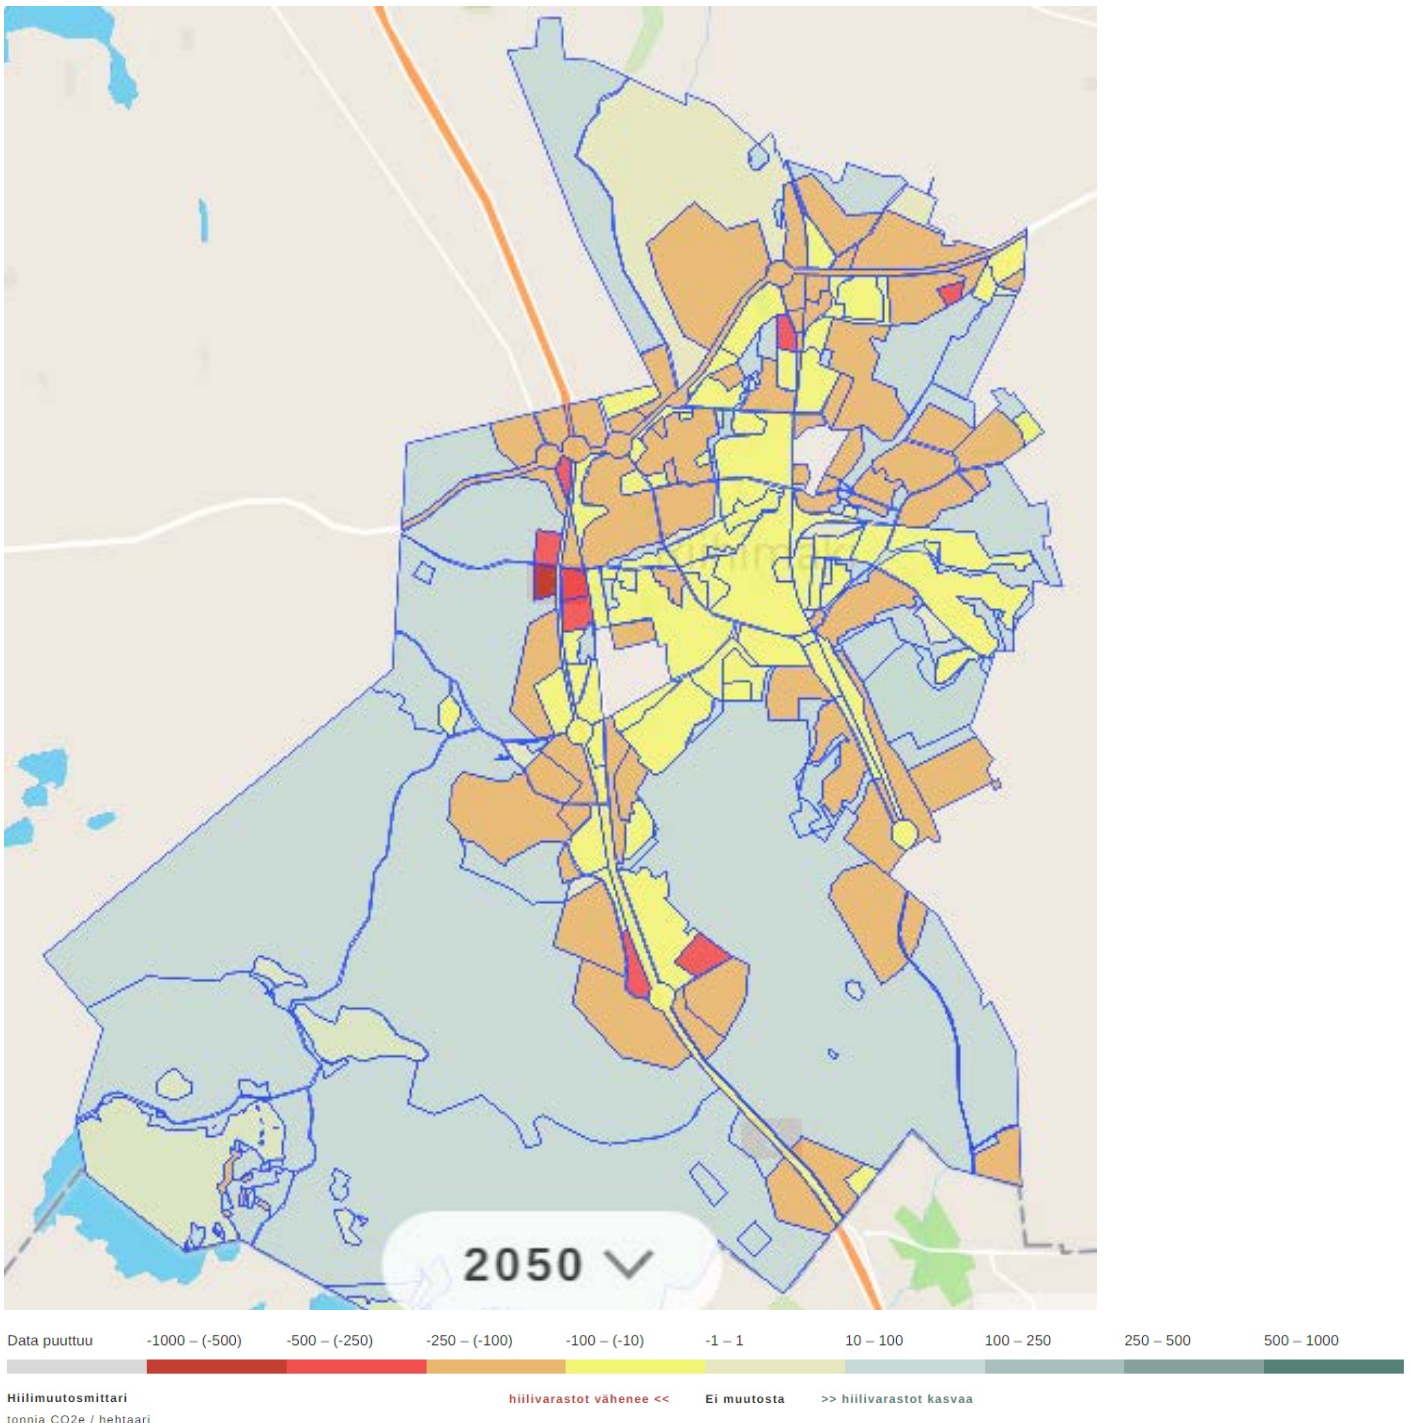 Riihimäki
2050
Data puuttuu
-1000 – (-500)
-500 – (-250)
-250 – (-100)
-100 – (-10)
-1 – 1
10 – 100
100 – 250
250 – 500
500 – 1000
Hiilimuutosmittari
hiilivarastot vähenee <<
Ei muutosta
>> hiilivarastot kasvaa
tonnia CO2e / hehtaari